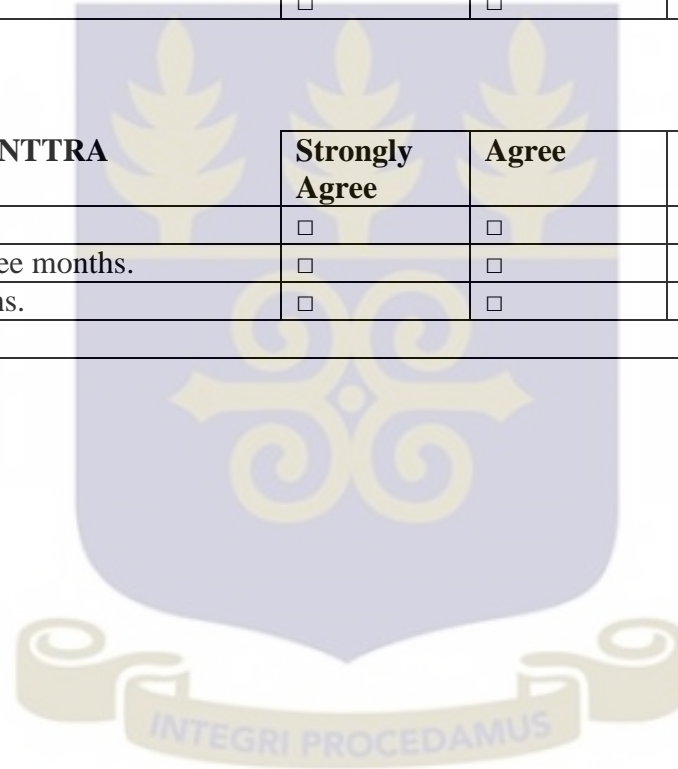 □ □
NTTRA Strongly Agree
Agree
□ □
ee months. □ □
ns. □ □
INTEGRI PROCEDAMUS